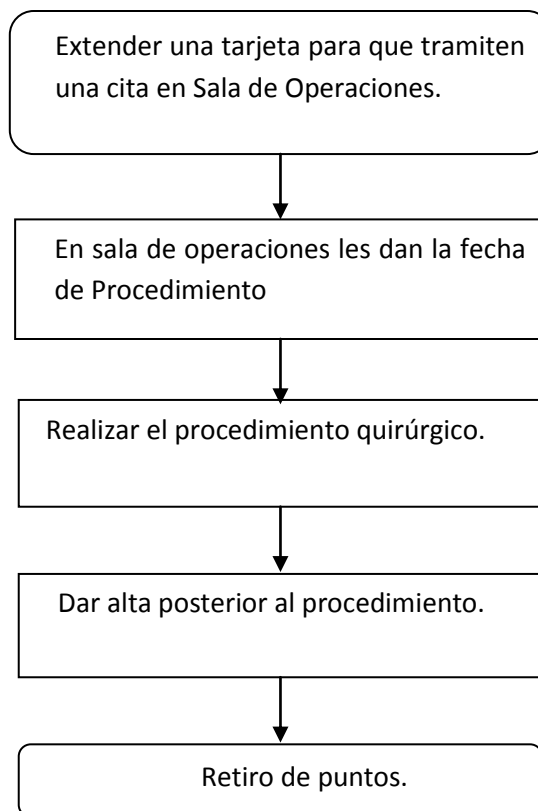 Extender una tarjeta para que tramiten
una cita en Sala de Operaciones.
En sala de operaciones les dan la fecha
de Procedimiento
Realizar el procedimiento quirúrgico.
Dar alta posterior al procedimiento.
Retiro de puntos.